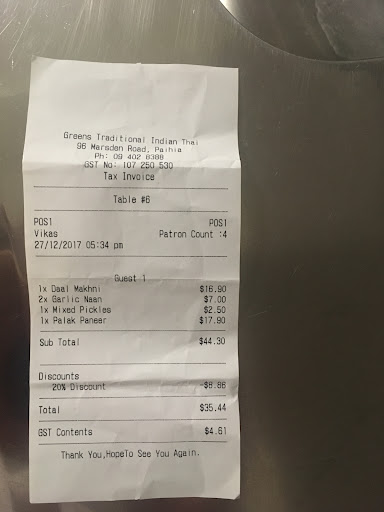 Greens Traditional Indian Thai
96 Marsden Road, Paihia
Ph: 09 402 8388
GST No: 107 250 530
Tax Invoice
Table #6
POS1 POS1
Vikas Patron Count :4
27/12/2017 05:34 pm
Guest 1
1x Daal Makhni $16.90
2x Garlic Naan $7.00
1x Mixed Pickles $2.50
1x Palak Paneer $17.90
Sub Total $44.30
Discounts
20% Discount -$8.86
Total $35.44
GST Contents $4.61
Thank You,HopeTo See You Again.